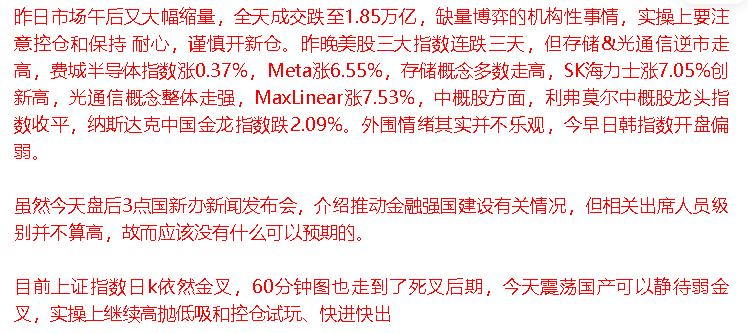 昨日市场午后又大幅缩量，全天成交跌至1.85万亿，缺量博弈的机构性事情，实操上要注
意控仓和保持 耐心，谨慎开新仓。昨晚美股三大指数连跌三天，但存储&光通信逆市走
高，费城半导体指数涨0.37%，Meta涨6.55%，存储概念多数走高，SK海力士涨7.05%创
新高，光通信概念整体走强，MaxLinear涨7.53%，中概股方面，利弗莫尔中概股龙头指
数收平，纳斯达克中国金龙指数跌2.09%。外围情绪其实并不乐观，今早日韩指数开盘偏
弱。
虽然今天盘后3点国新办新闻发布会，介绍推动金融强国建设有关情况，但相关出席人员级
别并不算高，故而应该没有什么可以预期的。
目前上证指数日k依然金叉，60分钟图也走到了死叉后期，今天震荡国产可以静待弱金
叉，实操上继续高抛低吸和控仓试玩、快进快出